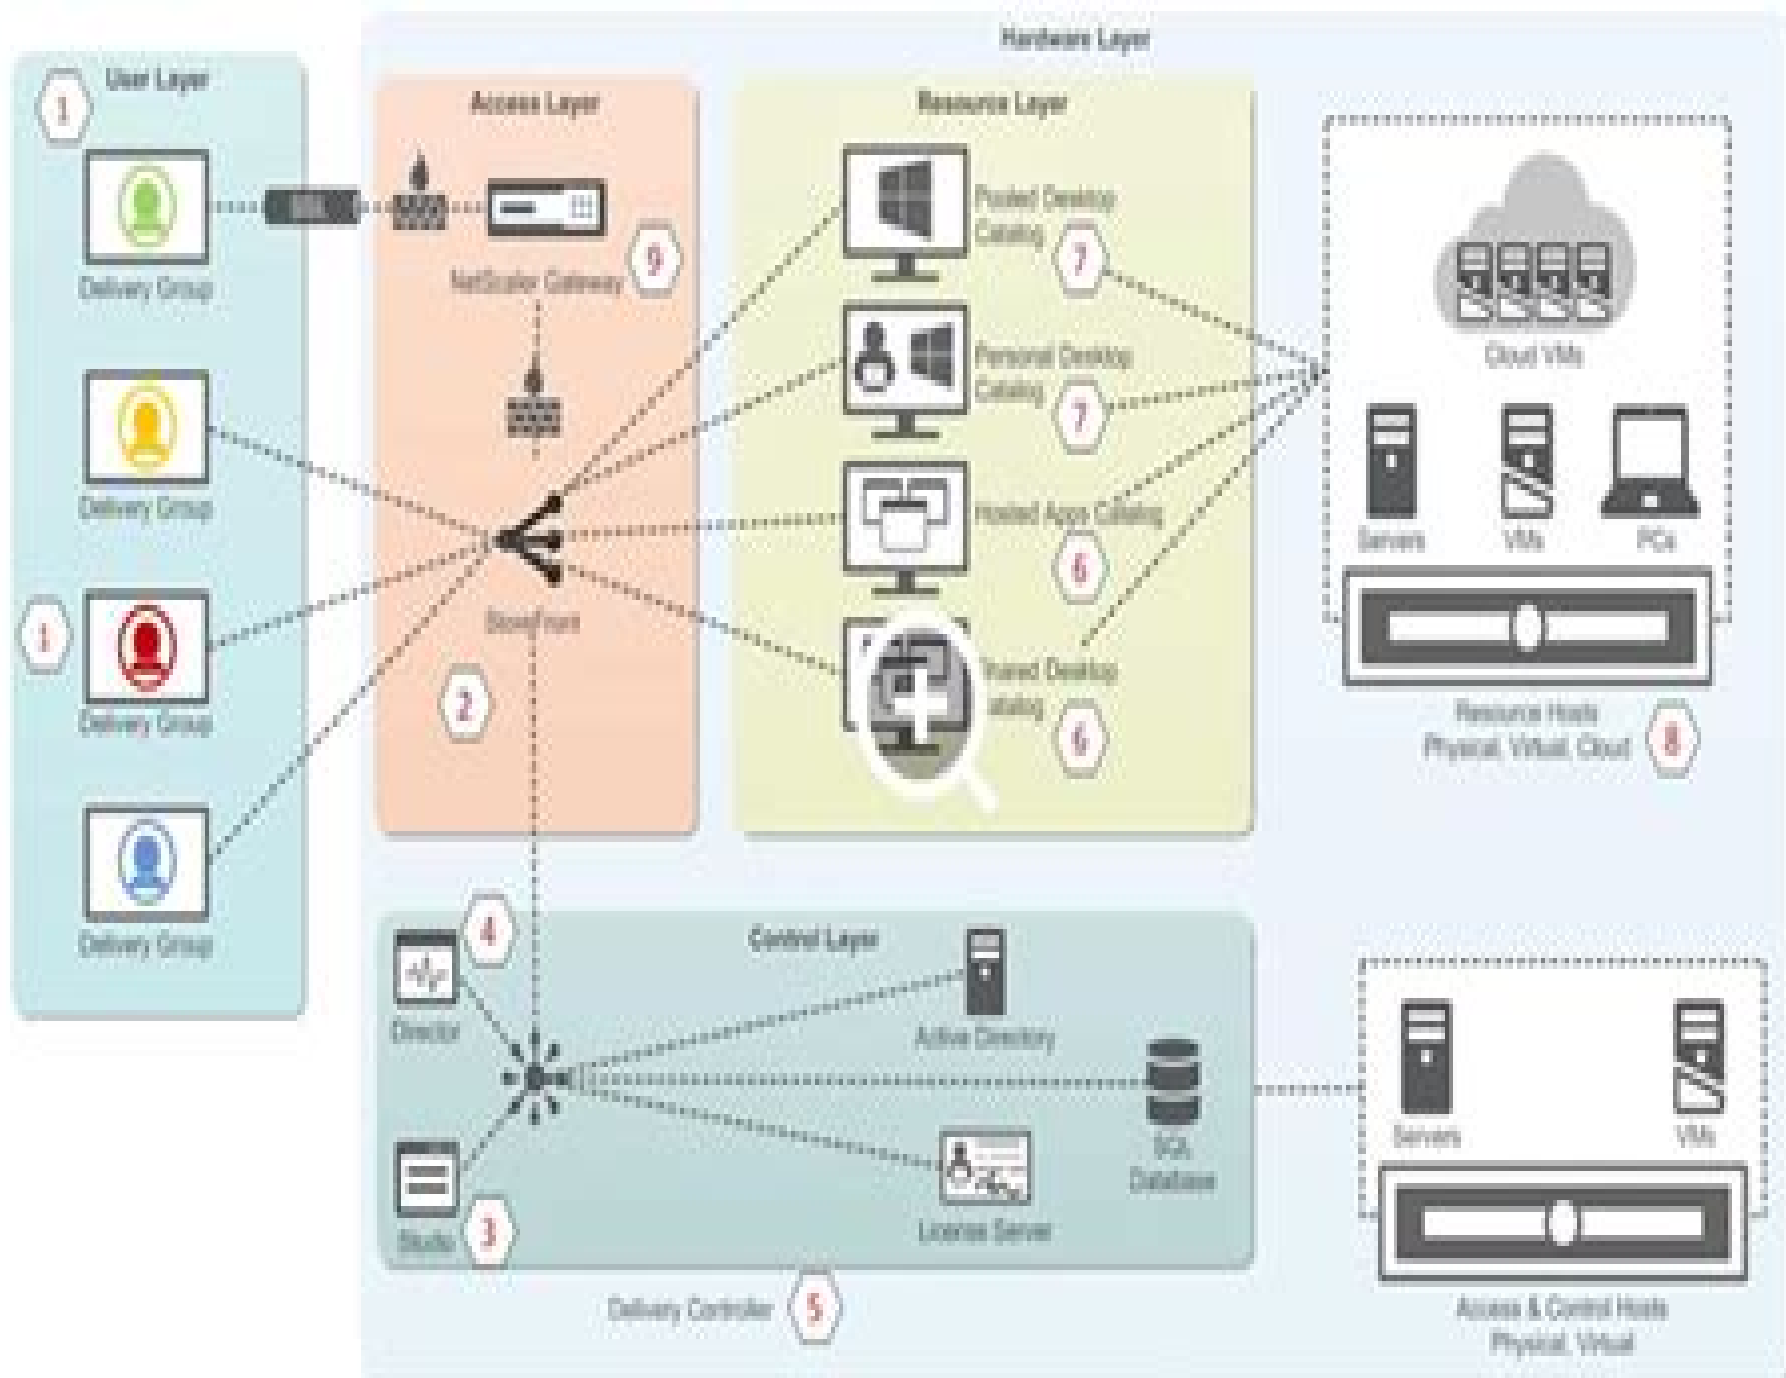 Hardware Layer
User Layer
1
Access Layer
Resource Layer
Delivery Group
NetScaler Gateway
9
Pooled Desktop
Catalog
7
Cloud VMs
Personal Desktop
Catalog
7
Delivery Group
Hosted Apps Catalog
6
Servers
VMs
PCs
1
Delivery Group
StoreFront
2
Shared Desktop
Catalog
6
Resource Hosts
Physical, Virtual, Cloud
8
Delivery Group
4
Control Layer
Director
Active Directory
SQL
Database
Studio
3
License Server
Servers
VMs
Delivery Controller
5
Access & Control Hosts
Physical, Virtual